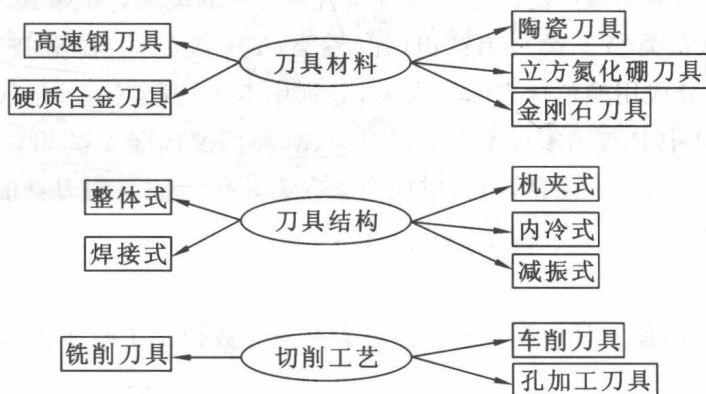 高速钢刀具
硬质合金刀具
刀具材料
陶瓷刀具
立方氮化硼刀具
金刚石刀具
整体式
焊接式
刀具结构
机夹式
内冷式
减振式
铣削刀具
切削工艺
车削刀具
孔加工刀具